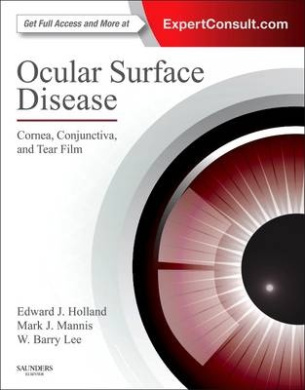 Get Full Access and More at
ExpertConsult.com
Ocular Surface
Disease
Cornea, Conjunctiva,
and Tear Film
Edward J. Holland
Mark J. Mannis
W. Barry Lee
SAUNDERS
ELSEVIER